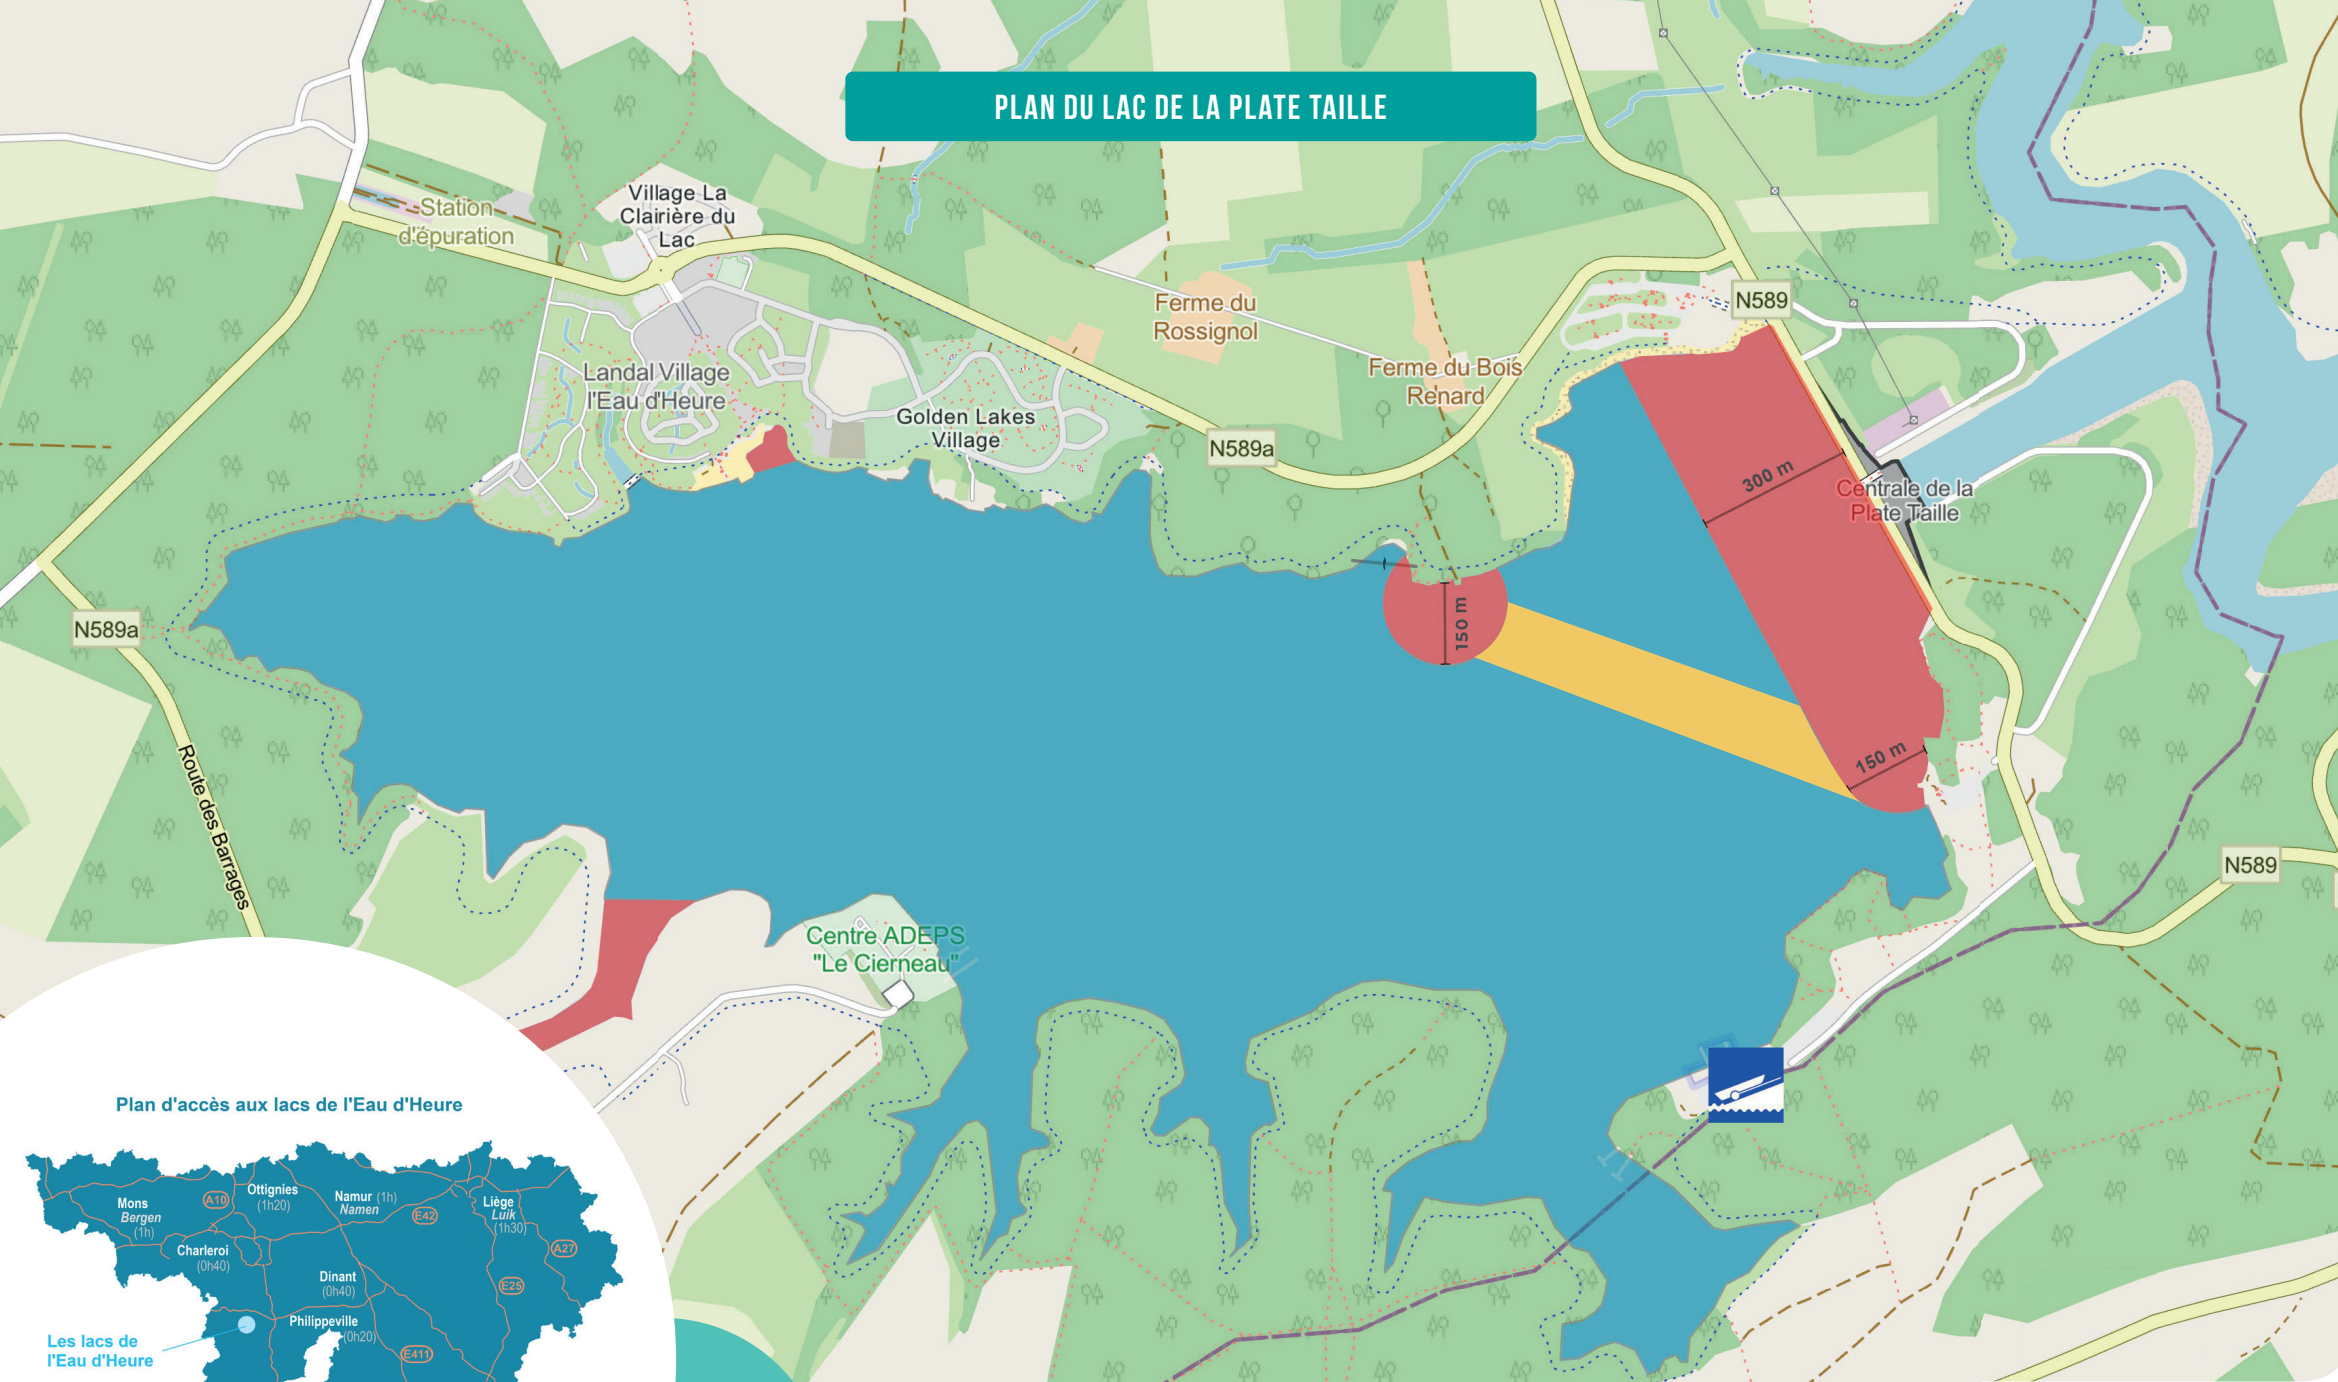 PLAN DU LAC DE LA PLATE TAILLE
Village La
Clairière du
Lac
Station
d'épuration
N589
Ferme du
Rossignol
Ferme du Bois
Renard
Landal Village
l'Eau d'Heure
Golden Lakes
Village
N589a
300 m
Centrale de la
Plate Taille
150 m
N589a
150 m
Route des Barrages
N589
Centre ADEPS
"Le Cierneau"
Plan d'accès aux lacs de l'Eau d'Heure
Mons
Bergen
(1h)
A10
Ottignies
(1h20)
Namur (1h)
Namen
E42
Liège
Luik
(1h30)
A27
Charleroi
(0h40)
Dinant
(0h40)
E25
Philippeville
(0h20)
E411
Les lacs de
l'Eau d'Heure